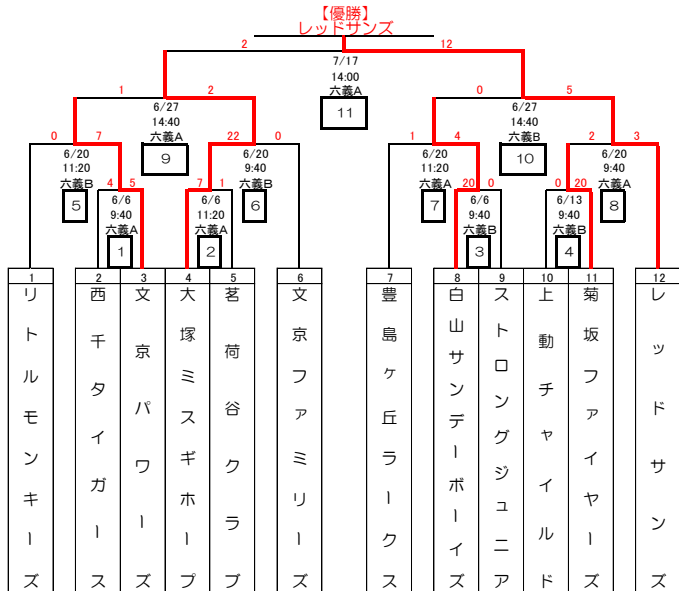 【優勝】
レッドサンズ
2
12
7/17
14:00
六義A
11
1
2
0
5
6/27
14:40
六義A
9
6/27
14:40
六義B
10
0
7
22
0
1
4
2
3
6/20
11:20
六義B
5
6/20
9:40
六義B
6
6/20
11:20
六義A
7
6/20
9:40
六義A
8
4
5
7
1
20
0
0
20
6/6
9:40
六義A
1
6/6
11:20
六義A
2
6/6
9:40
六義B
3
6/13
9:40
六義B
4
1
リトルモンキーズ
2
西千タイガース
3
文京パワーズ
4
大塚ミスギホープ
5
茗荷谷クラブ
6
文京ファミリーズ
7
豊島ヶ丘ラークス
8
白山サンデーボーイズ
9
ストロングジュニア
10
上動チャイルド
11
菊坂ファイヤーズ
12
レッドサンズ